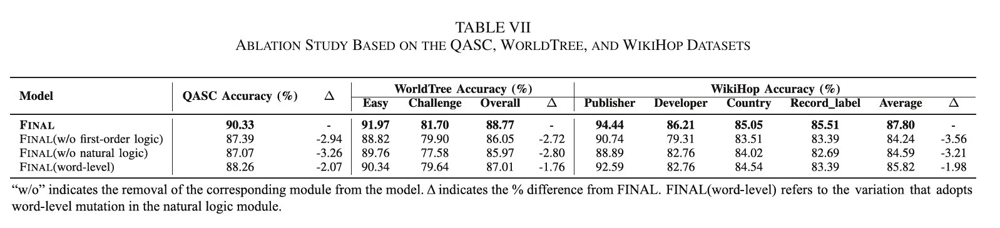 TABLE VII
ABLATION STUDY BASED ON THE QASC, WORLDTREE, AND WIKIHOP DATASETS
Model QASC Accuracy (%) Δ WorldTree Accuracy (%) WikiHop Accuracy (%)
Easy Challenge Overall Δ Publisher Developer Country Record_label Average Δ
FINAL 90.33 - 91.97 81.70 88.77 - 94.44 86.21 85.05 85.51 87.80 -
FINAL(w/o first-order logic) 87.39 -2.94 88.82 79.90 86.05 -2.72 90.74 79.31 83.51 83.39 84.24 -3.56
FINAL(w/o natural logic) 87.07 -3.26 89.76 77.58 85.97 -2.80 88.89 82.76 84.02 82.69 84.59 -3.21
FINAL(word-level) 88.26 -2.07 90.34 79.64 87.01 -1.76 92.59 82.76 84.54 83.39 85.82 -1.98
“w/o” indicates the removal of the corresponding module from the model. Δ indicates the % difference from FINAL. FINAL(word-level) refers to the variation that adopts
word-level mutation in the natural logic module.